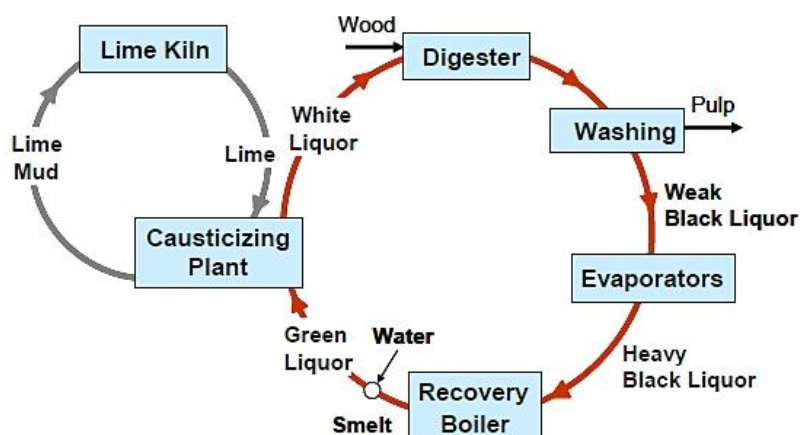 Wood
Lime Kiln
Digester
Pulp
White
Liquor
Washing
Lime
Mud
Lime
Weak
Black Liquor
Causticizing
Plant
Evaporators
Green
Liquor
Water
Heavy
Black Liquor
Recovery
Boiler
Smelt